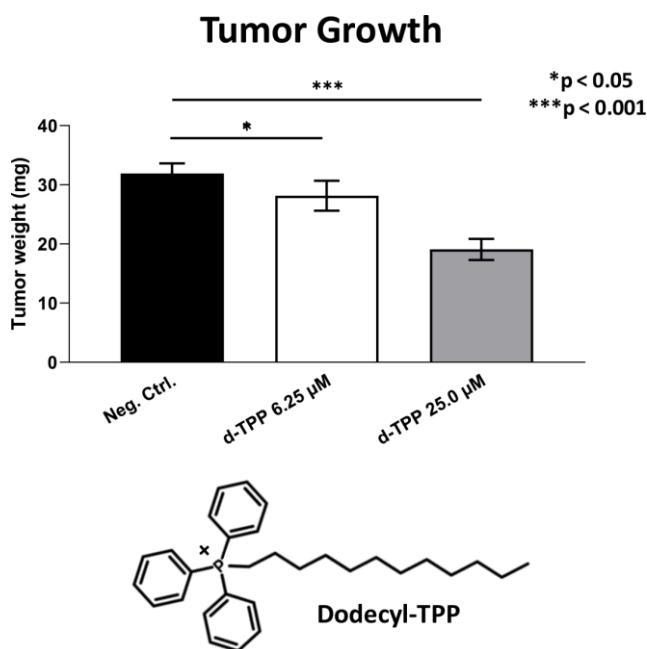 Tumor Growth
*p < 0.05
***p < 0.001
***
*
Tumor weight (mg)
40
30
20
10
0
Neg. Ctrl.
d-TPP 6.25 µM
d-TPP 25.0 µM
+
P
Dodecyl-TPP